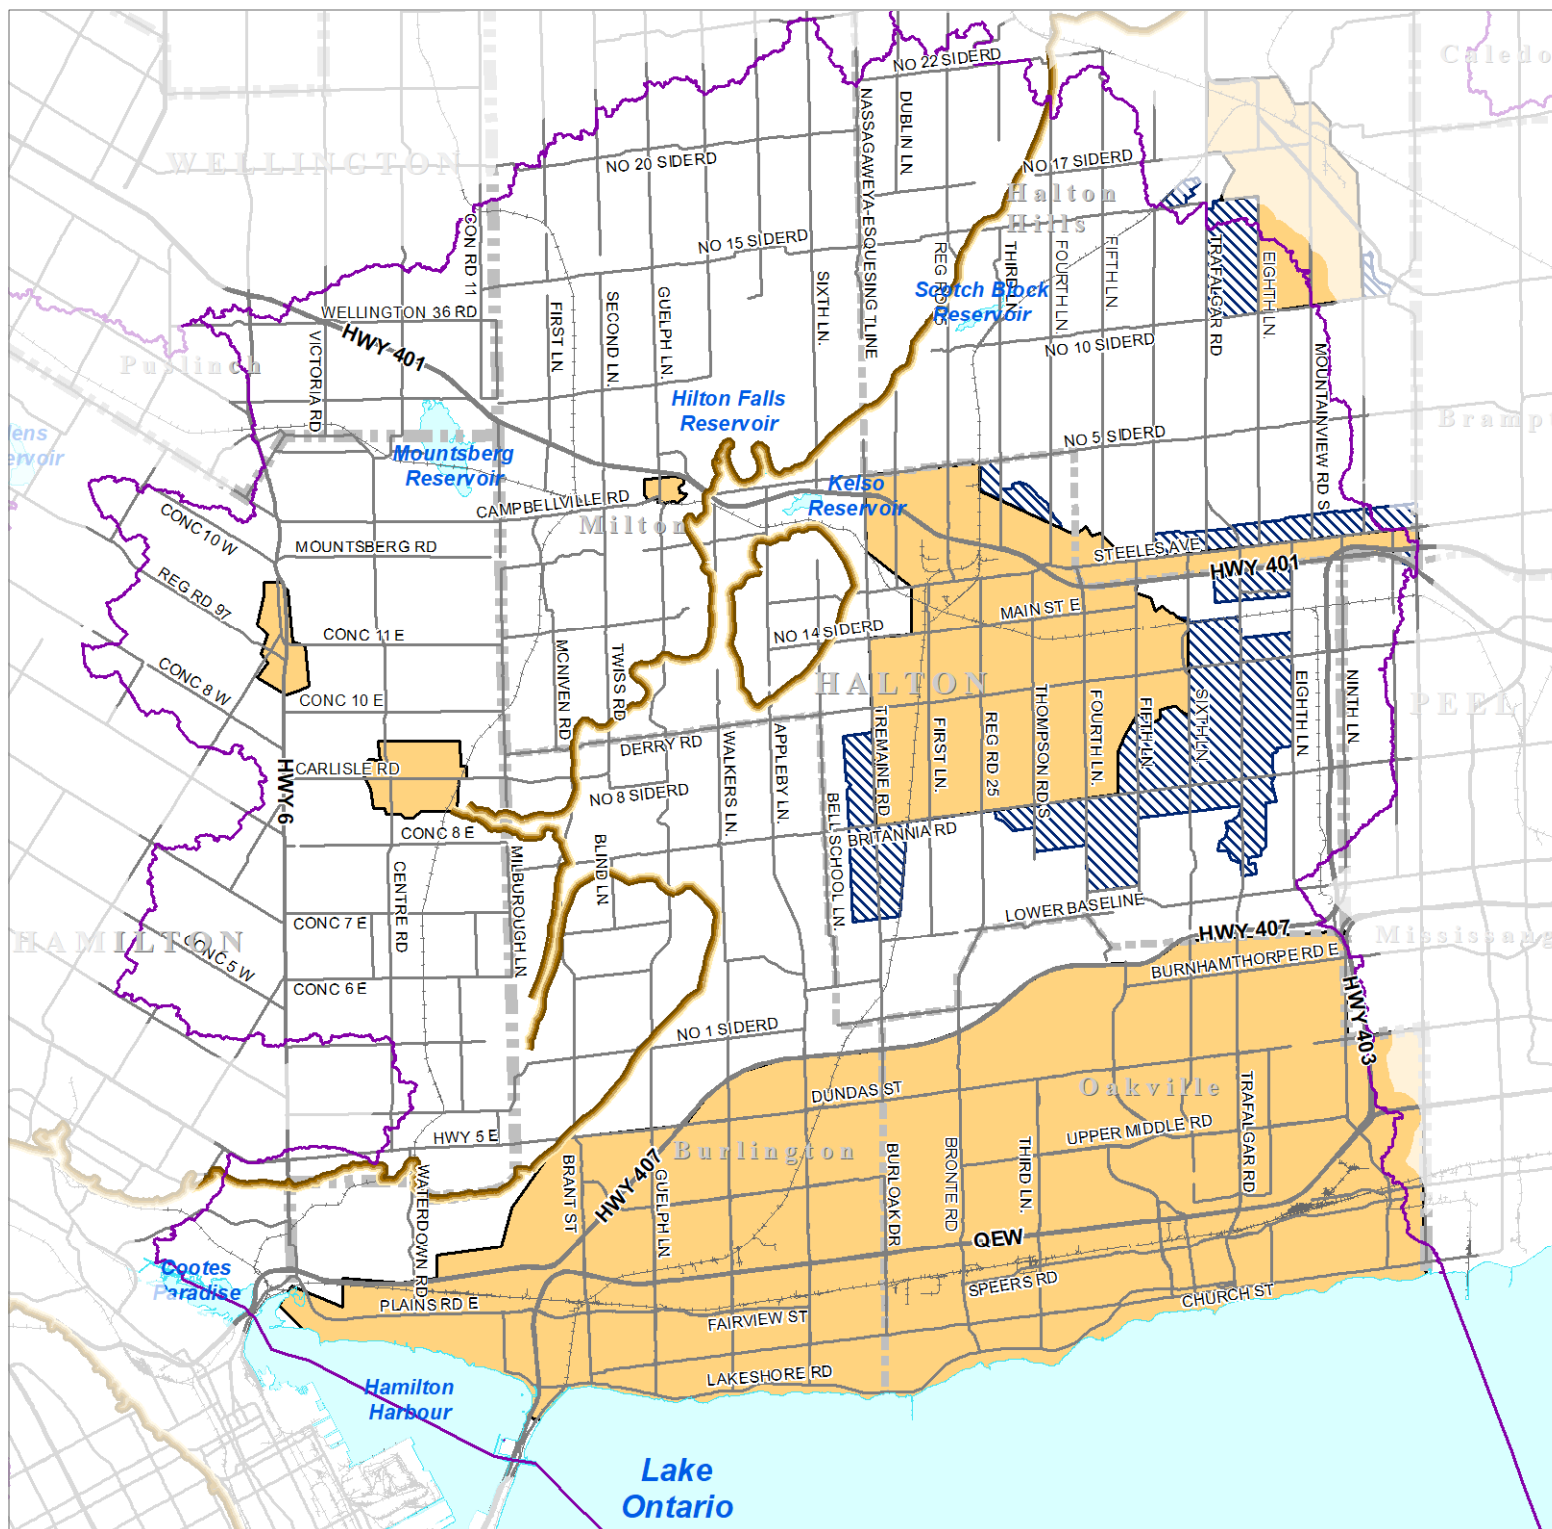 Caledo
NO 22 SIDERD
NASSAGAWEYA-ESQUESING TLINE
DUBLIN LN.
WELLINGTON
NO 20 SIDERD
NO 17 SIDERD
Halton
Hills
CON RD 11
NO 15 SIDERD
REG RD 25
THIRD LN.
FOURTH LN.
FIFTH LN.
TRAFALGAR RD
EIGHTH LN.
SIXTH LN.
Scotch Block
Reservoir
WELLINGTON 36 RD
HWY 401
VICTORIA RD
FIRST LN.
SECOND LN.
GUELPH LN.
NO 10 SIDERD
MOUNTAINVIEW RD S
Puslinch
Hilton Falls
Reservoir
Brampt
lens
ervoir
Mountsberg
Reservoir
NO 5 SIDERD
Kelso
Reservoir
CAMPBELLVILLE RD
Milton
CONC 10 W
MOUNTSBERG RD
STEELES AVE
HWY 401
REG RD 97
MAIN ST E
CONC 11 E
NO 14 SIDERD
CONC 8 W
MCNIVEN RD
TWISS RD
HALTON
CONC 10 E
PEEL
TREMAINE RD
FIRST LN.
REG RD 25
THOMPSON RD S
FOURTH LN.
FIFTH LN.
SIXTH LN.
EIGHTH LN.
NINTH LN.
DERRY RD
WALKERS LN.
APPLEBY LN.
CARLISLE RD
HWY 6
NO 8 SIDERD
BELL SCHOOL LN.
CONC 8 E
BRITANNIA RD
BLIND LN.
MILBUROUGH LN
CENTRE RD
LOWER BASELINE
CONC 7 E
HAMILTON
HWY 407
Mississaug
CONC 5 W
BURNHAMTHORPE RD E
CONC 6 E
HWY 403
NO 1 SIDERD
DUNDAS ST
Oakville
TRAFALGAR RD
HWY 5 E
UPPER MIDDLE RD
Burlington
WATERDOWN RD
BRANT ST
HWY 407
GUELPH LN
BURLOAK DR
BRONTE RD
THIRD LN.
QEW
Cootes
Paradise
SPEERS RD
CHURCH ST
PLAINS RD E
FAIRVIEW ST
LAKESHORE RD
Hamilton
Harbour
Lake
Ontario